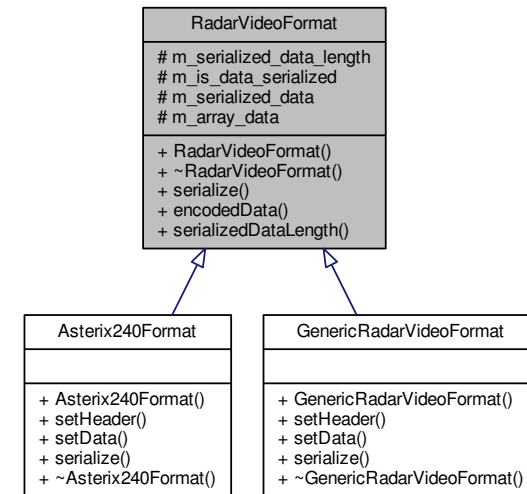 RadarVideoFormat
# m_serialized_data_length
# m_is_data_serialized
# m_serialized_data
# m_array_data
+ RadarVideoFormat()
+ ~RadarVideoFormat()
+ serialize()
+ encodedData()
+ serializedDataLength()
Asterix240Format
+ Asterix240Format()
+ setHeader()
+ setData()
+ serialize()
+ ~Asterix240Format()
GenericRadarVideoFormat
+ GenericRadarVideoFormat()
+ setHeader()
+ setData()
+ serialize()
+ ~GenericRadarVideoFormat()